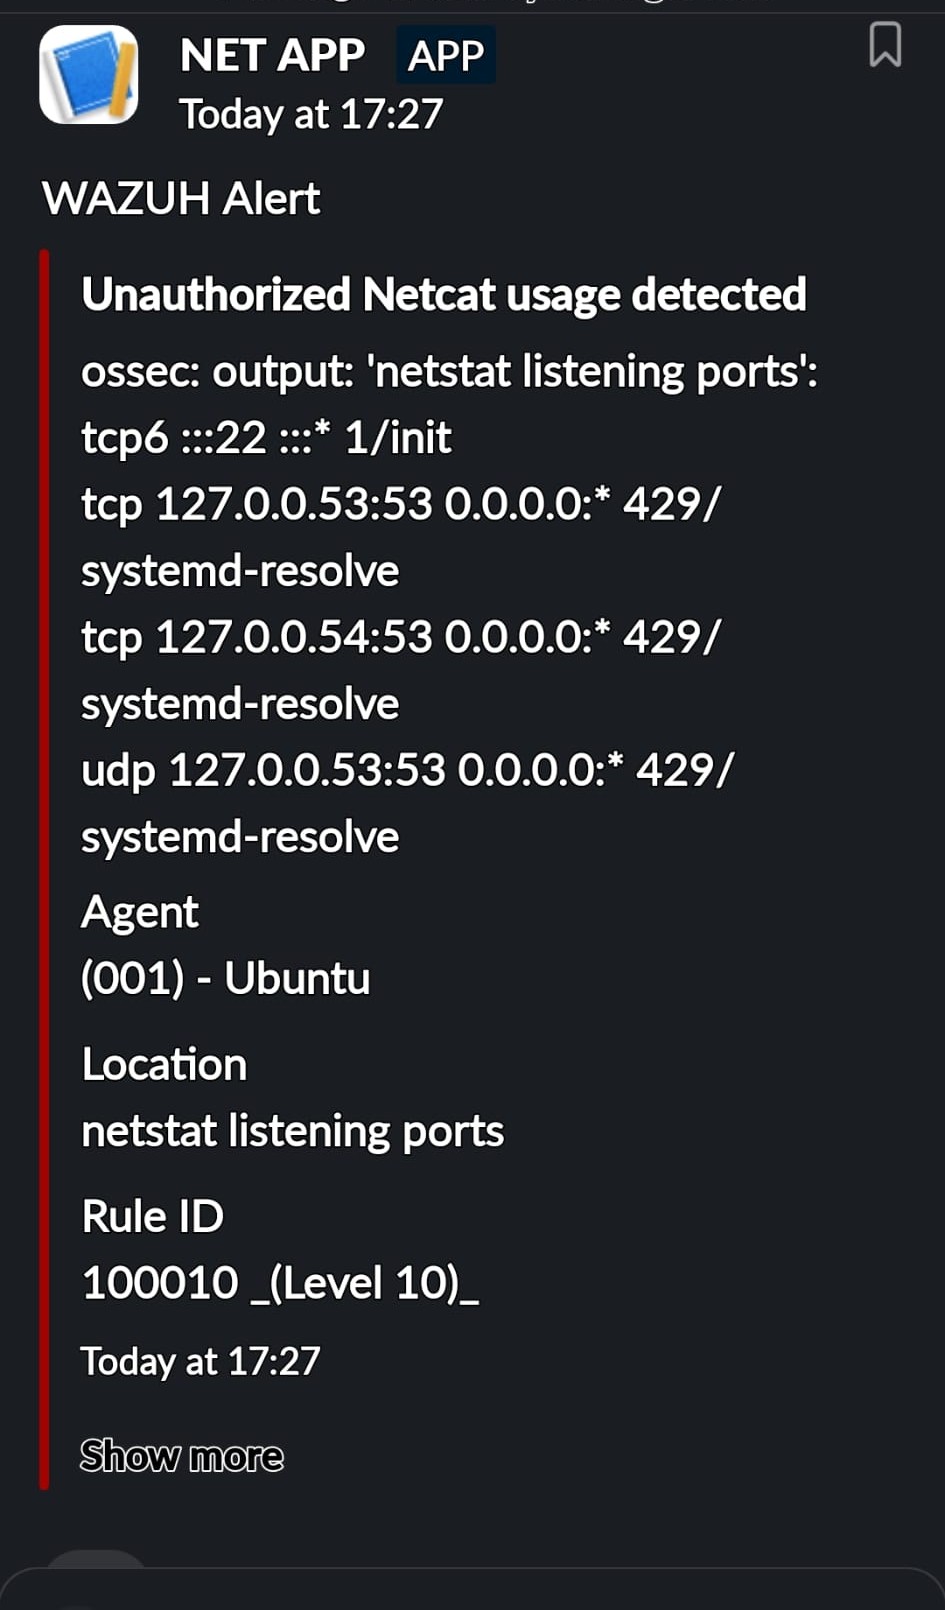 NET APP APP
Today at 17:27
WAZUH Alert
Unauthorized Netcat usage detected
ossec: output: 'netstat listening ports':
tcp6 :::22 :::* 1/init
tcp 127.0.0.53:53 0.0.0.0:* 429/
systemd-resolve
tcp 127.0.0.54:53 0.0.0.0:* 429/
systemd-resolve
udp 127.0.0.53:53 0.0.0.0:* 429/
systemd-resolve
Agent
(001) - Ubuntu
Location
netstat listening ports
Rule ID
100010 _(Level 10)_
Today at 17:27
Show more